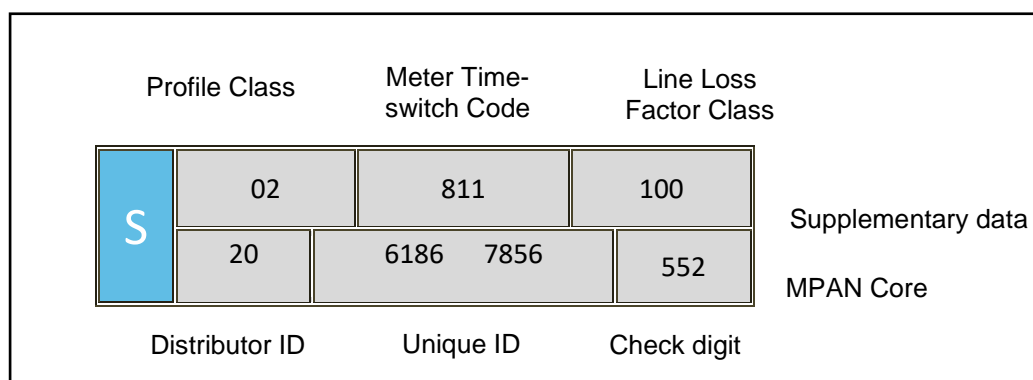 Profile Class
Meter Time-
switch Code
Line Loss
Factor Class
S
02 811 100
Supplementary data
20 6186 7856 552
MPAN Core
Distributor ID Unique ID Check digit